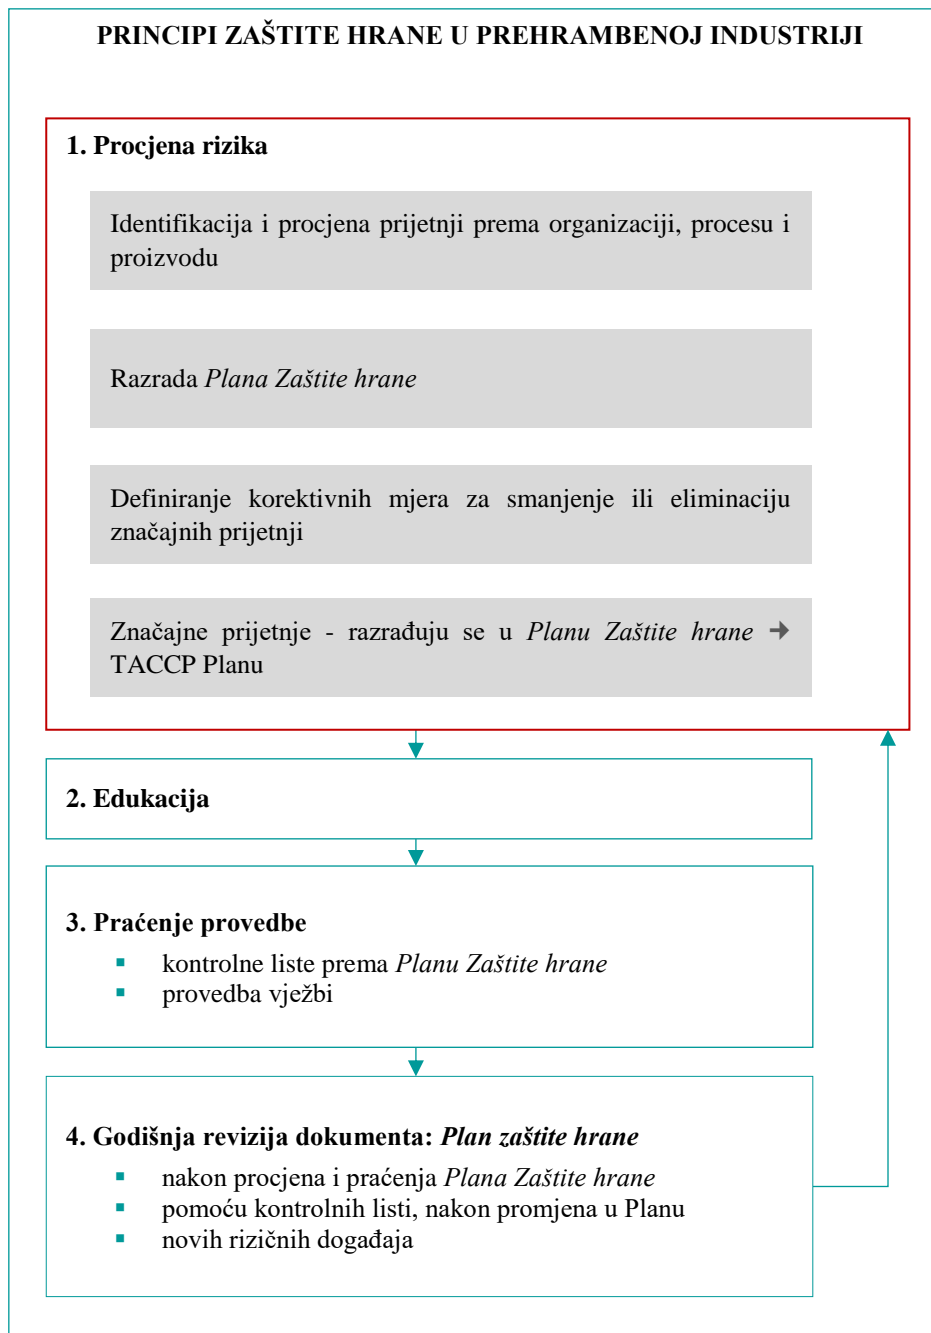 PRINCIPI ZAŠTITE HRANE U PREHRAMBENOJ INDUSTRIJI
1. Procjena rizika
Identifikacija i procjena prijetnji prema organizaciji, procesu i
proizvodu
Razrada Plana Zaštite hrane
Definiranje korektivnih mjera za smanjenje ili eliminaciju
značajnih prijetnji
Značajne prijetnje - razrađuju se u Planu Zaštite hrane ➔
TACCP Planu
2. Edukacija
3. Praćenje provedbe
▪ kontrolne liste prema Planu Zaštite hrane
▪ provedba vježbi
4. Godišnja revizija dokumenta: Plan zaštite hrane
▪ nakon procjena i praćenja Plana Zaštite hrane
▪ pomoću kontrolnih listi, nakon promjena u Planu
▪ novih rizičnih događaja